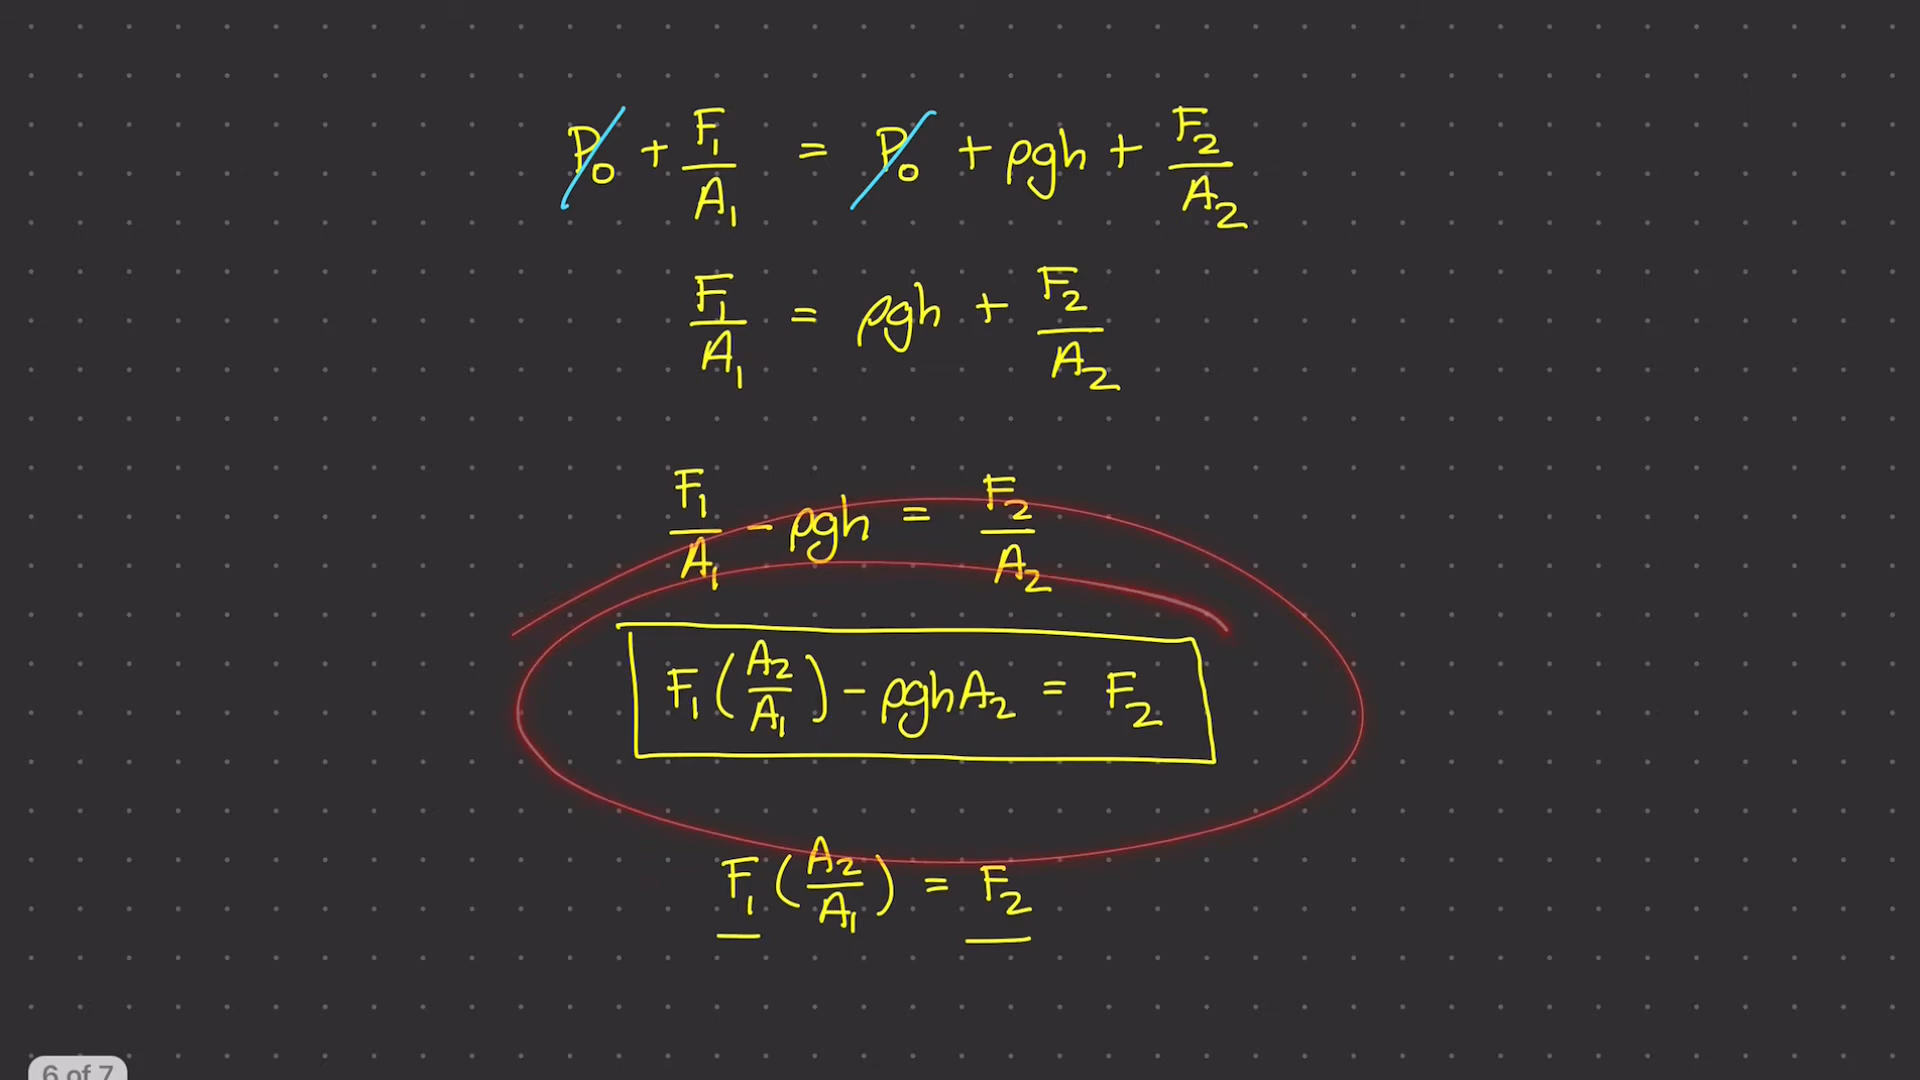 P₀ + F₁/A₁ = P₀ + ρgh + F₂/A₂
F₁/A₁ = ρgh + F₂/A₂
F₁/A₁ - ρgh = F₂/A₂
F₁(A₂/A₁) - ρghA₂ = F₂
F₁(A₂/A₁) = F₂
6 of 7